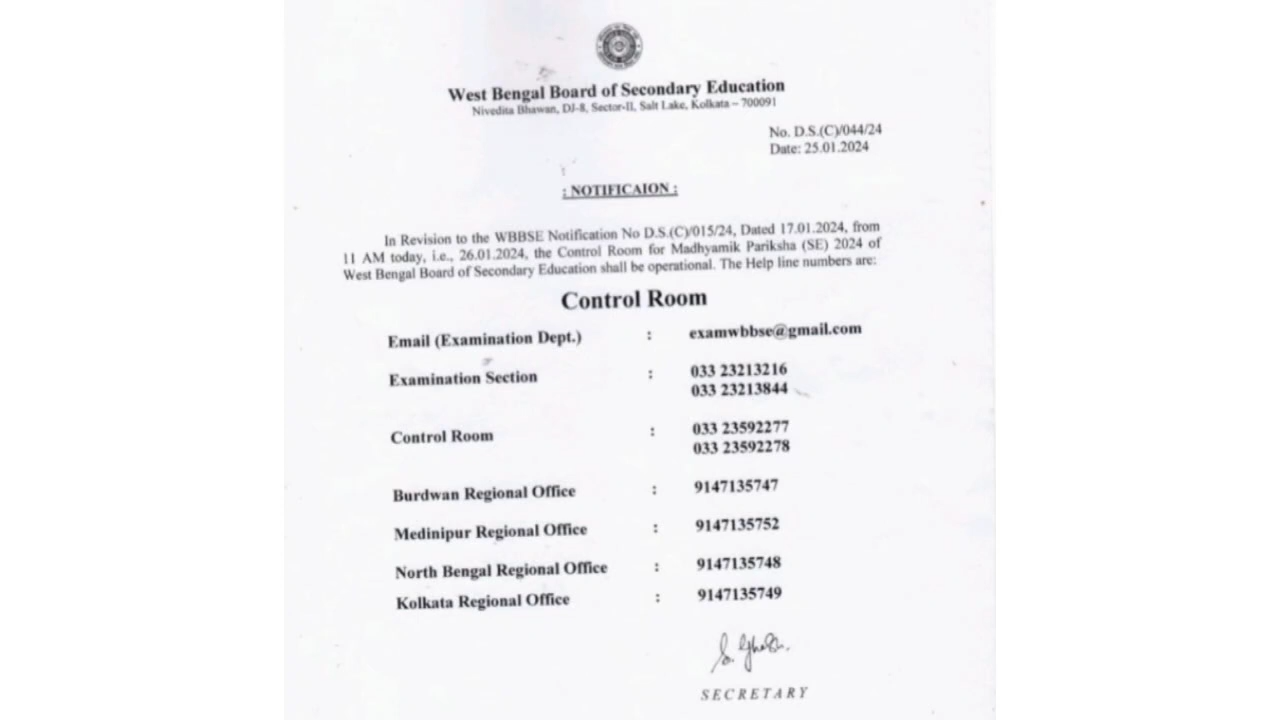 West Bengal Board of Secondary Education
Nivedita Bhawan, DJ-8, Sector-II, Salt Lake, Kolkata – 700091
No. D.S.(C)/044/24
Date: 25.01.2024
: NOTIFICAION :
In Revision to the WBBSE Notification No D.S.(C)/015/24, Dated 17.01.2024, from
11 AM today, i.e., 26.01.2024, the Control Room for Madhyamik Pariksha (SE) 2024 of
West Bengal Board of Secondary Education shall be operational. The Help line numbers are:
Control Room
Email (Examination Dept.) : examwbbse@gmail.com
Examination Section : 033 23213216
033 23213844
Control Room : 033 23592277
033 23592278
Burdwan Regional Office : 9147135747
Medinipur Regional Office : 9147135752
North Bengal Regional Office : 9147135748
Kolkata Regional Office : 9147135749
S. Ghosh.
SECRETARY